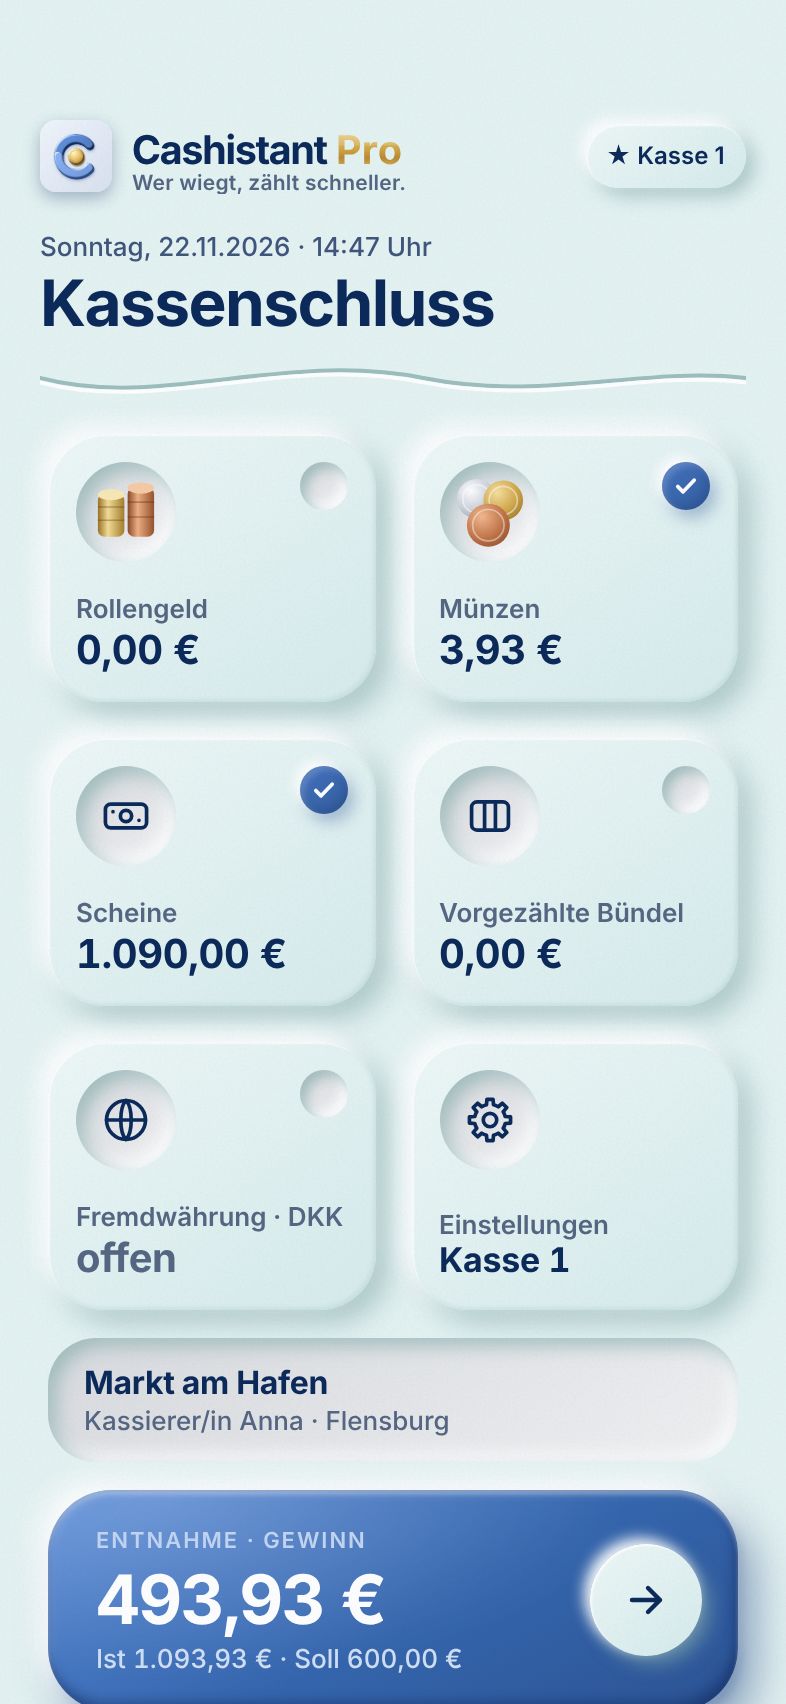 Cashistant Pro
Wer wiegt, zählt schneller.
★ Kasse 1
Sonntag, 22.11.2026 · 14:47 Uhr
Kassenschluss
Rollengeld
0,00 €
Münzen
3,93 €
Scheine
1.090,00 €
Vorgezählte Bündel
0,00 €
Fremdwährung · DKK
offen
Einstellungen
Kasse 1
Markt am Hafen
Kassierer/in Anna · Flensburg
ENTNAHME · GEWINN
493,93 €
Ist 1.093,93 € · Soll 600,00 €